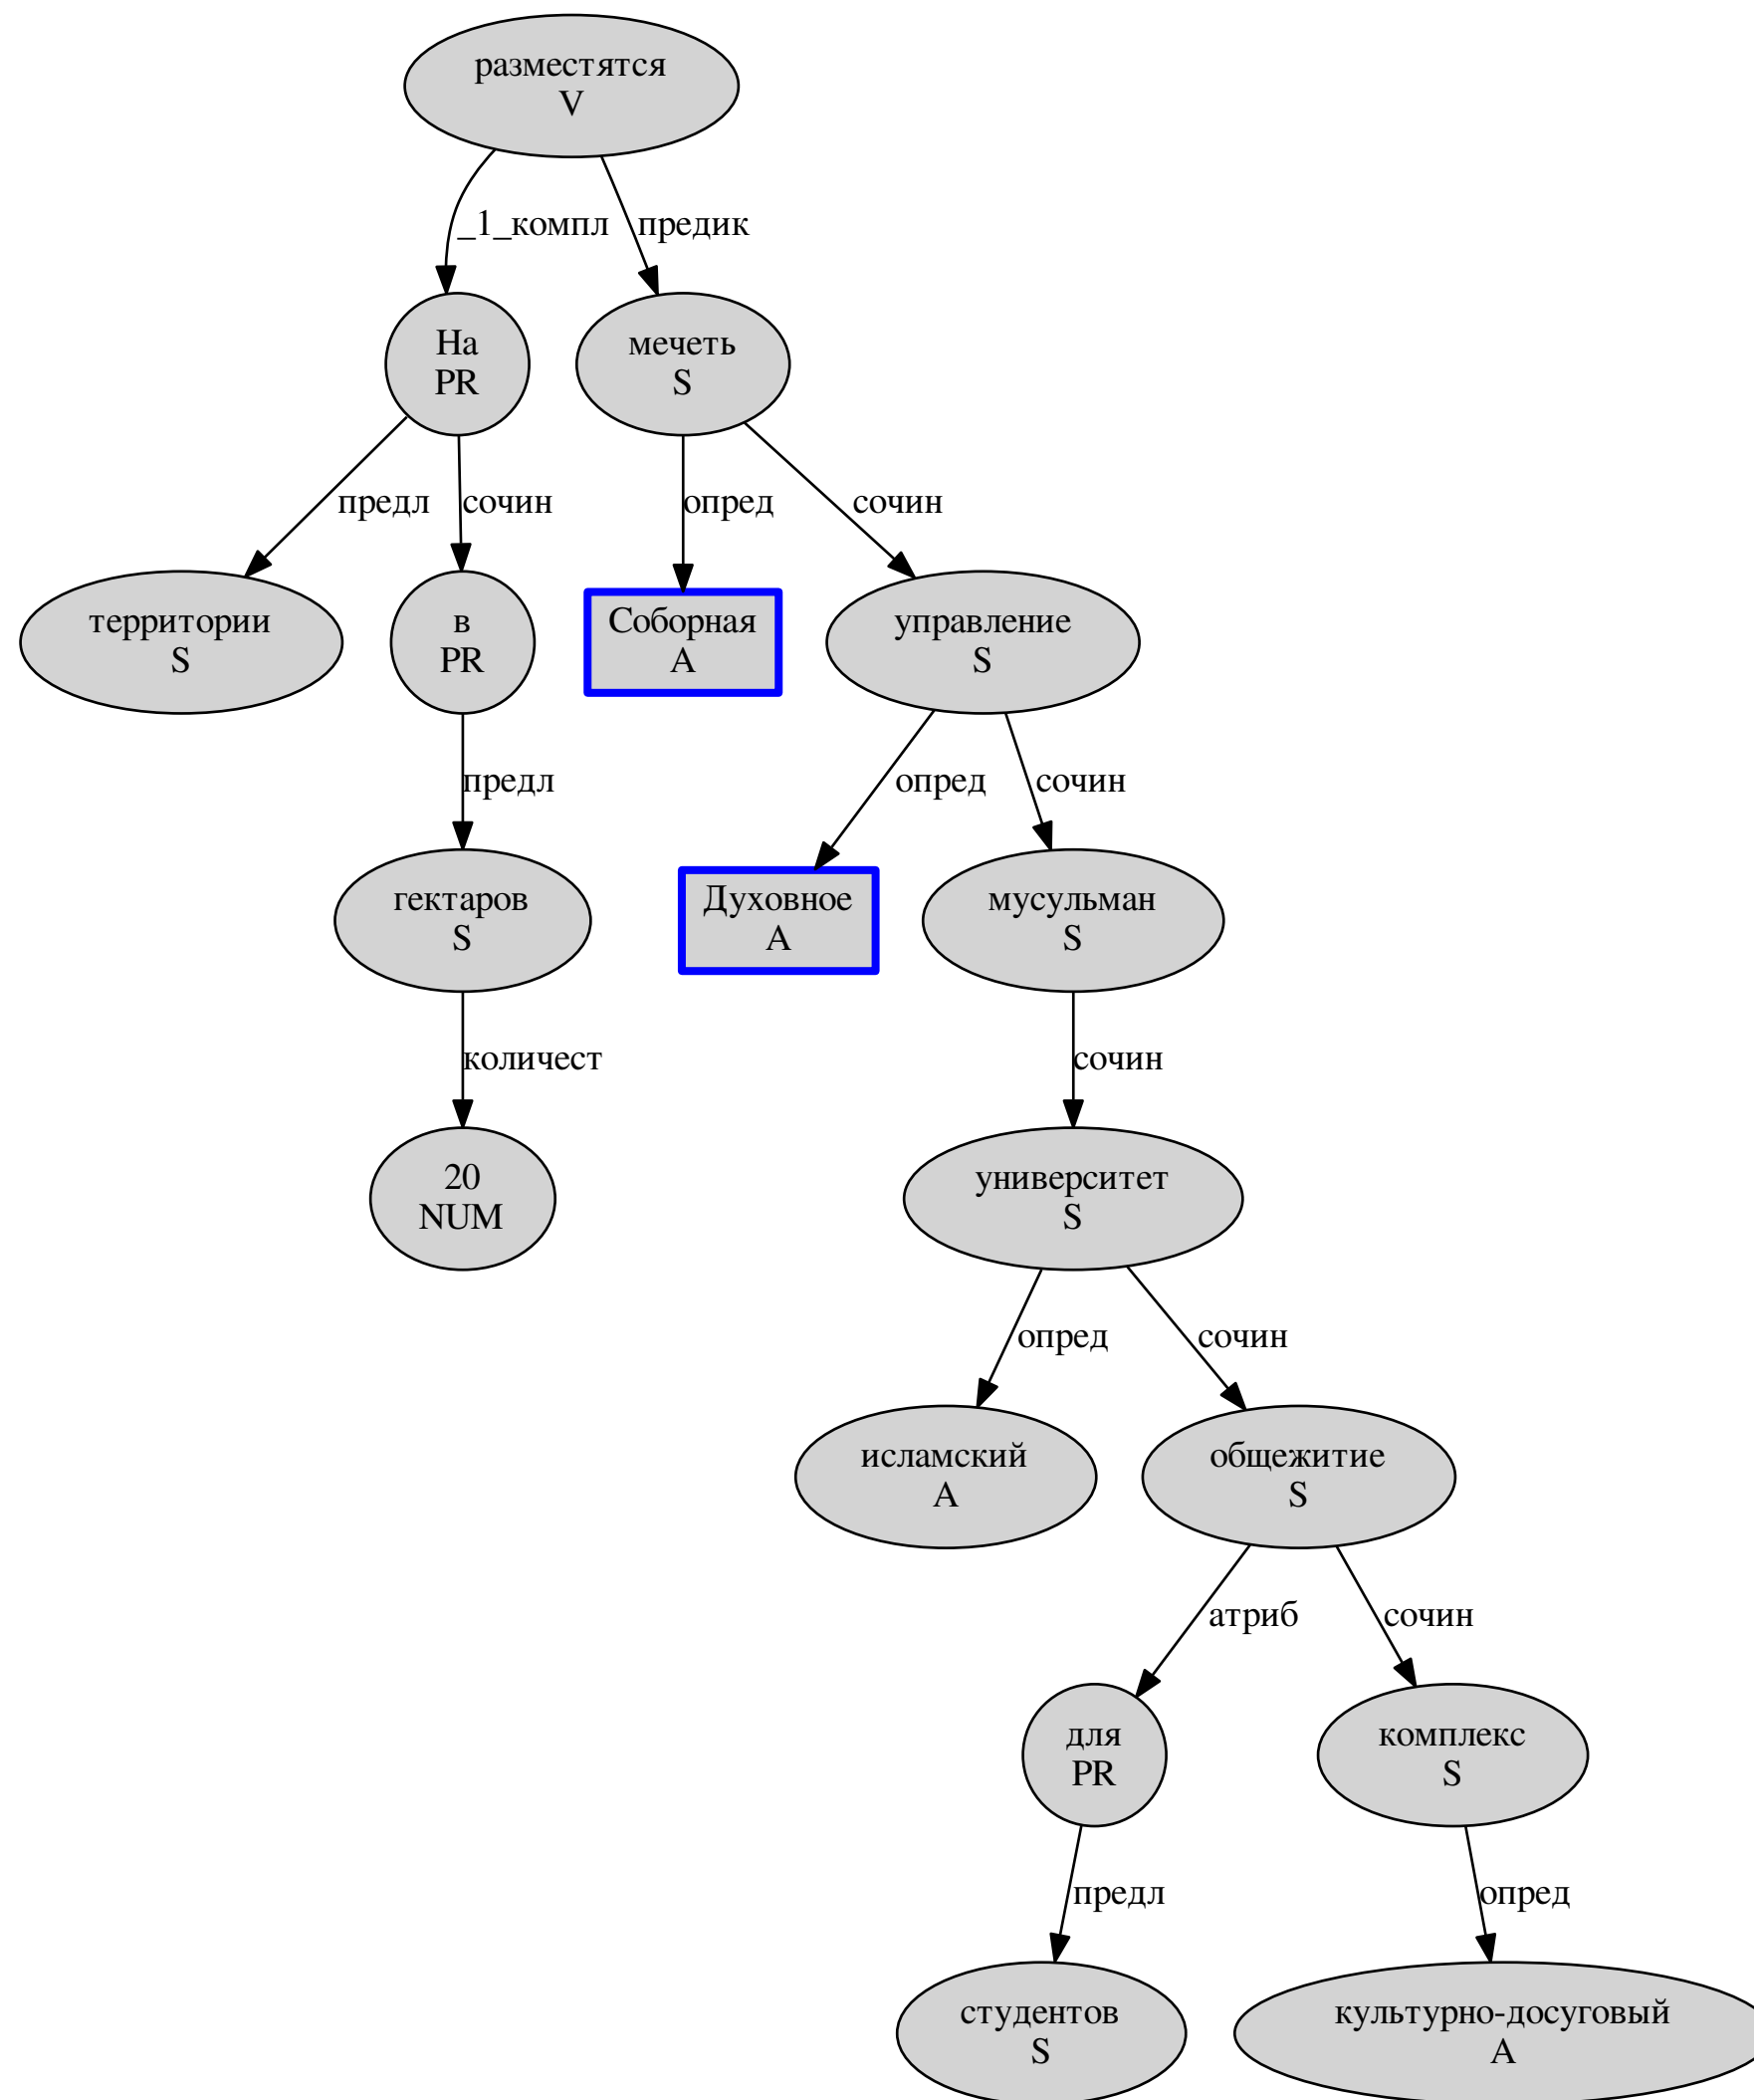 разместятся
V
_1_компл
предик
На
PR
мечеть
S
предл
сочин
опред
сочин
территории
S
в
PR
Соборная
A
управление
S
предл
опред
сочин
гектаров
S
Духовное
A
мусульман
S
количест
сочин
20
NUM
университет
S
опред
сочин
исламский
A
общежитие
S
атриб
сочин
для
PR
комплекс
S
предл
опред
студентов
S
культурно-досуговый
A